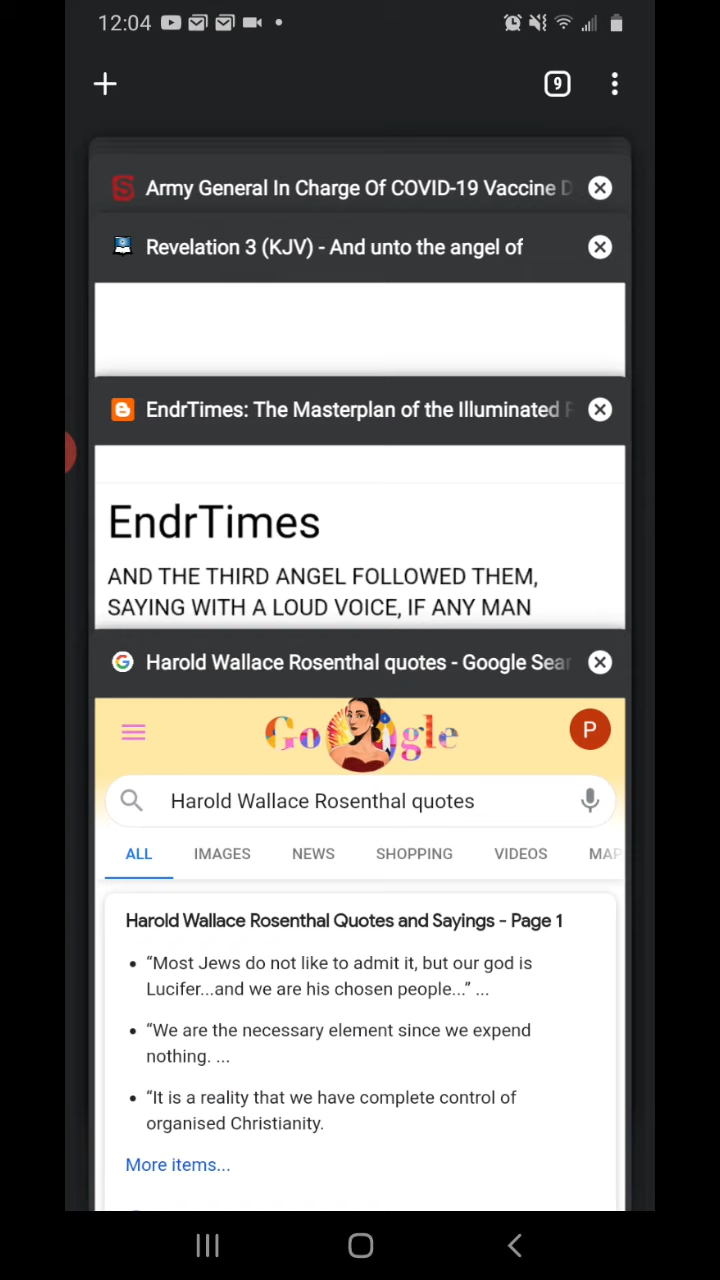 12:04
9
Army General In Charge Of COVID-19 Vaccine D
Revelation 3 (KJV) - And unto the angel of
EndrTimes: The Masterplan of the Illuminated
EndrTimes
AND THE THIRD ANGEL FOLLOWED THEM,
SAYING WITH A LOUD VOICE, IF ANY MAN
Harold Wallace Rosenthal quotes - Google Sear
Google
P
Harold Wallace Rosenthal quotes
ALL IMAGES NEWS SHOPPING VIDEOS MAP
Harold Wallace Rosenthal Quotes and Sayings - Page 1
• “Most Jews do not like to admit it, but our god is
Lucifer...and we are his chosen people...” ...
• “We are the necessary element since we expend
nothing. ...
• “It is a reality that we have complete control of
organised Christianity.
More items...